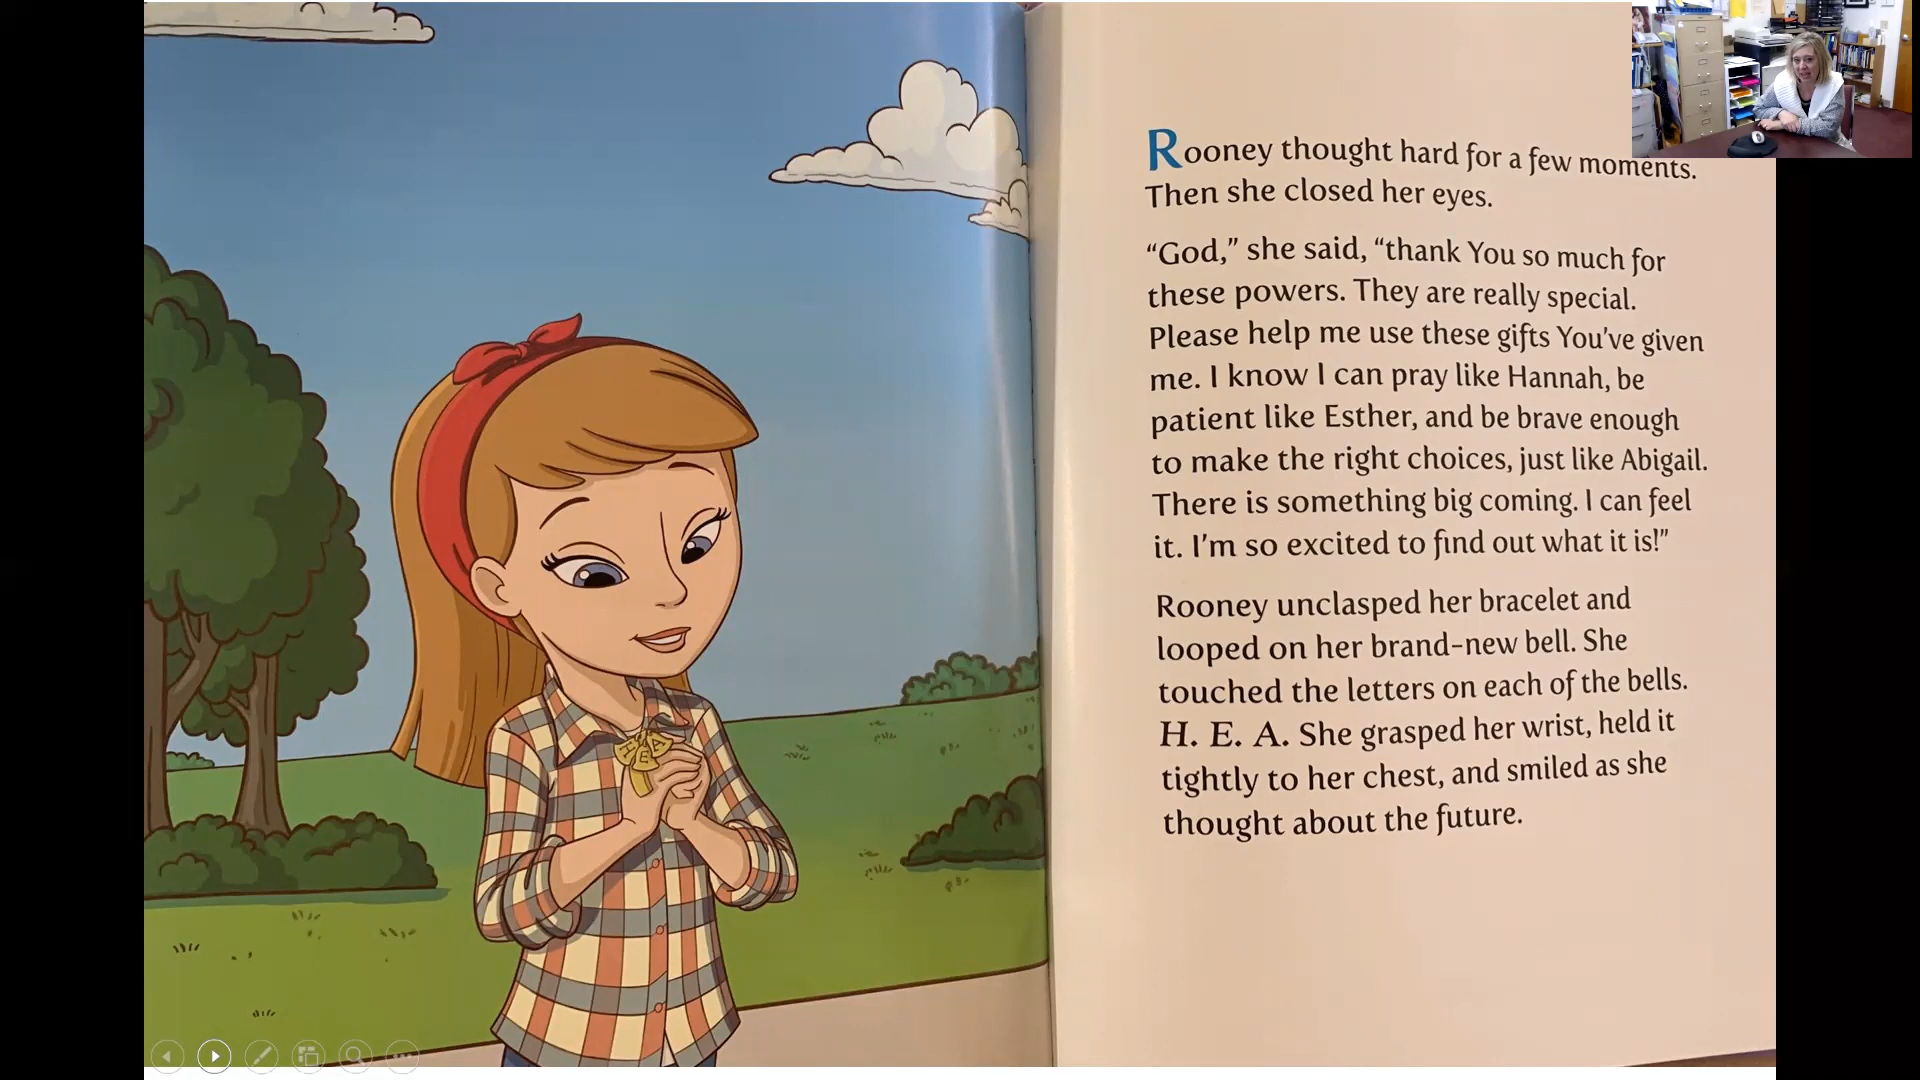 Rooney thought hard for a few moments.
Then she closed her eyes.
“God,” she said, “thank You so much for
these powers. They are really special.
Please help me use these gifts You’ve given
me. I know I can pray like Hannah, be
patient like Esther, and be brave enough
to make the right choices, just like Abigail.
There is something big coming. I can feel
it. I’m so excited to find out what it is!”
Rooney unclasped her bracelet and
looped on her brand-new bell. She
touched the letters on each of the bells.
H. E. A. She grasped her wrist, held it
tightly to her chest, and smiled as she
thought about the future.
H E A